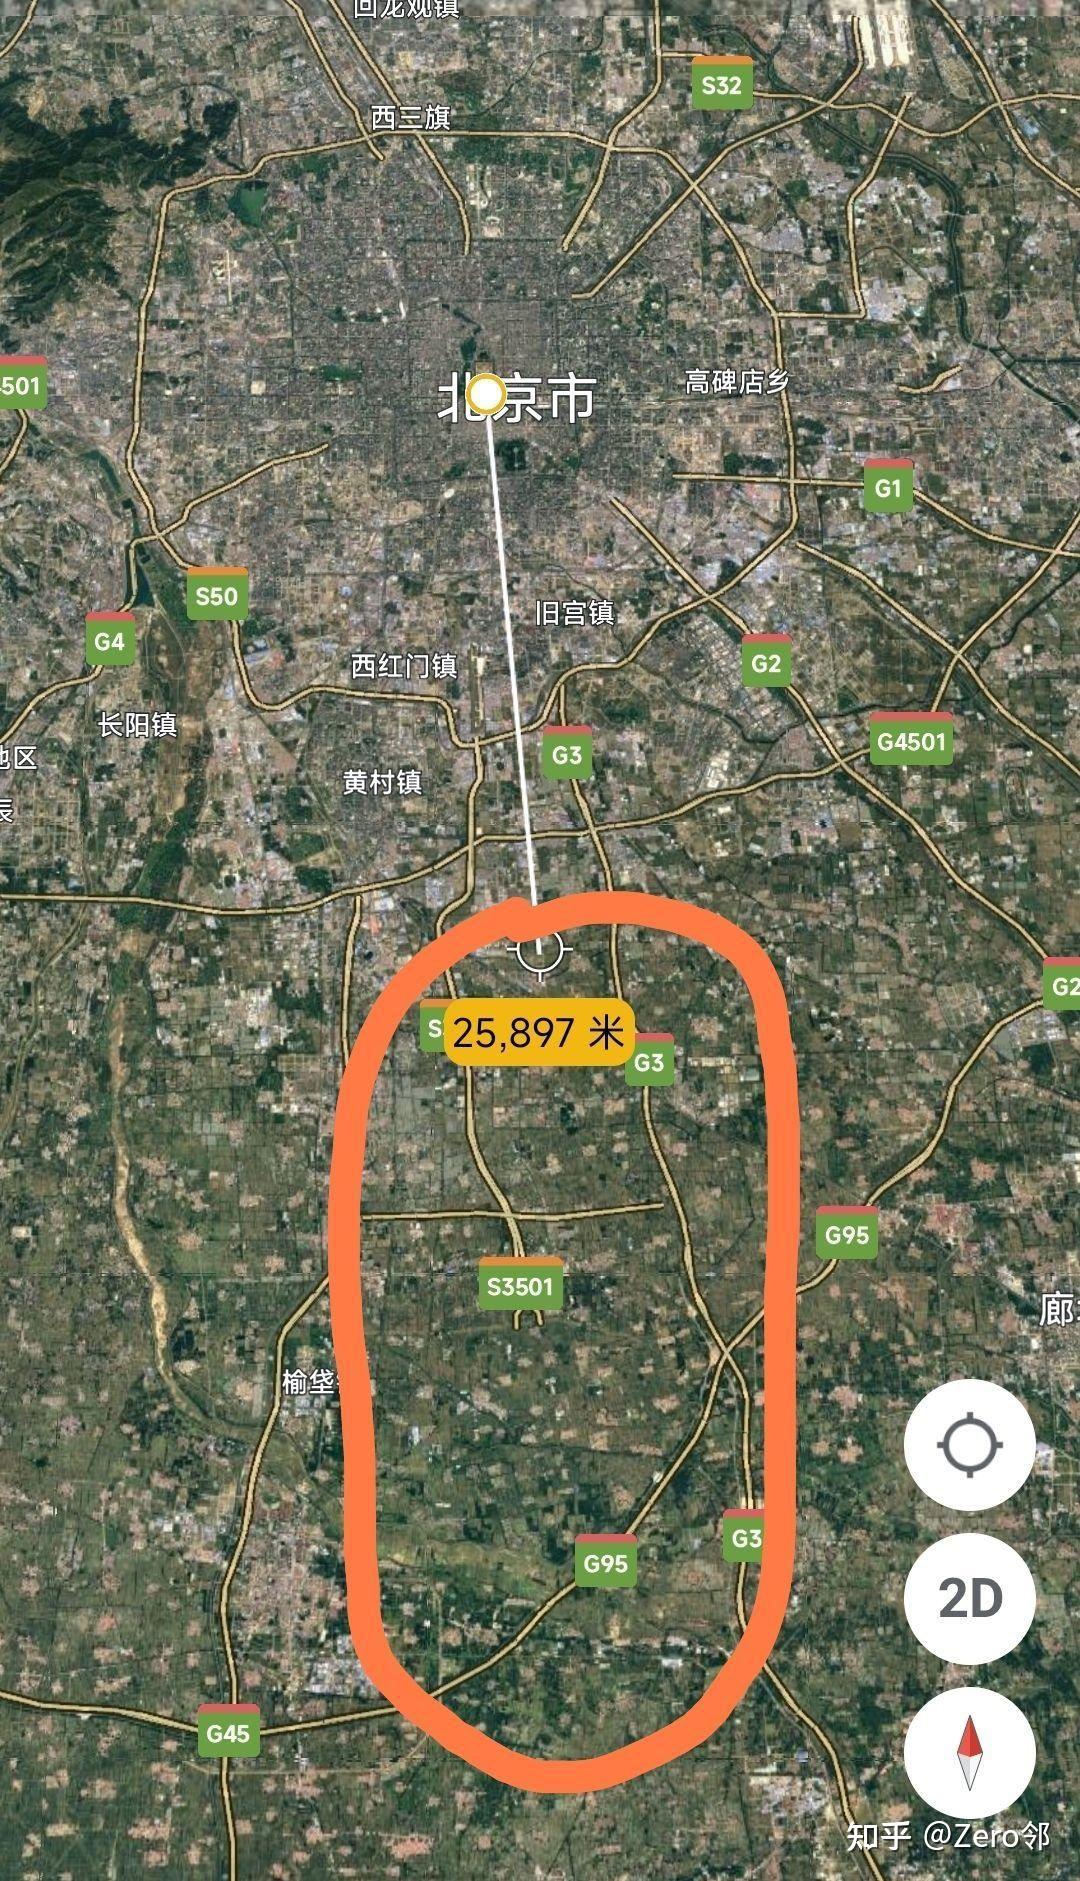 回龙观镇
S32
西三旗
北京市
高碑店乡
501
G1
S50
旧宫镇
G4
西红门镇
G2
长阳镇
G4501
地区
G3
黄村镇
辰
G2
S
25,897 米
G3
G95
S3501
廊
榆垡
G3
G95
2D
G45
知乎 @Zero邻